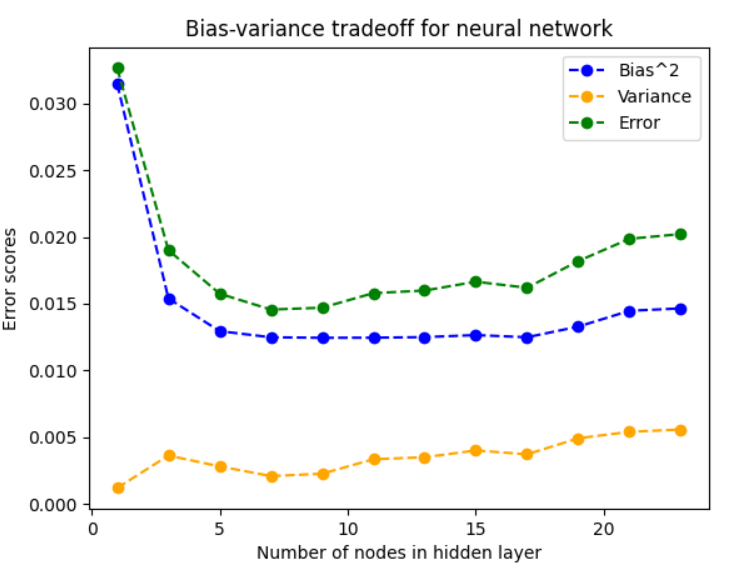 Bias-variance tradeoff for neural network
Bias^2
Variance
Error
0.030
0.025
0.020
0.015
0.010
0.005
0.000
Error scores
0 5 10 15 20
Number of nodes in hidden layer